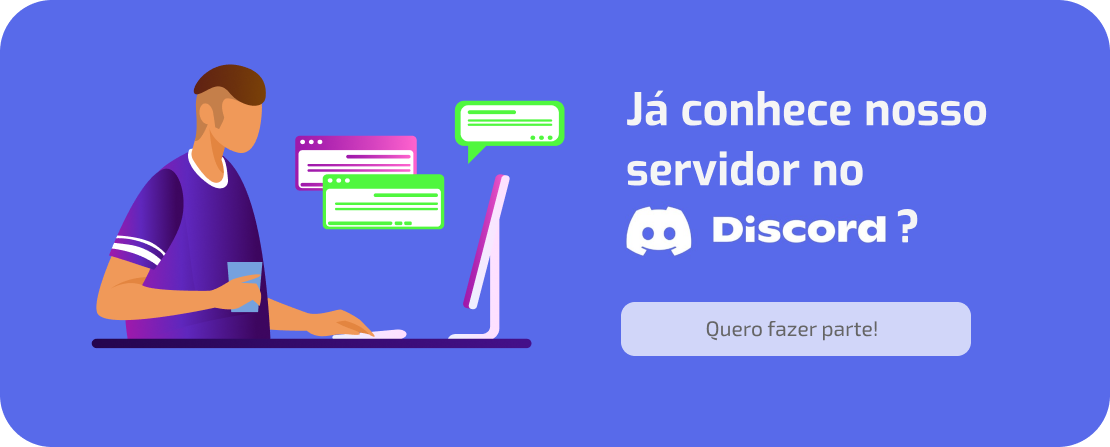 Já conhece nosso
servidor no
Discord ?
Quero fazer parte!